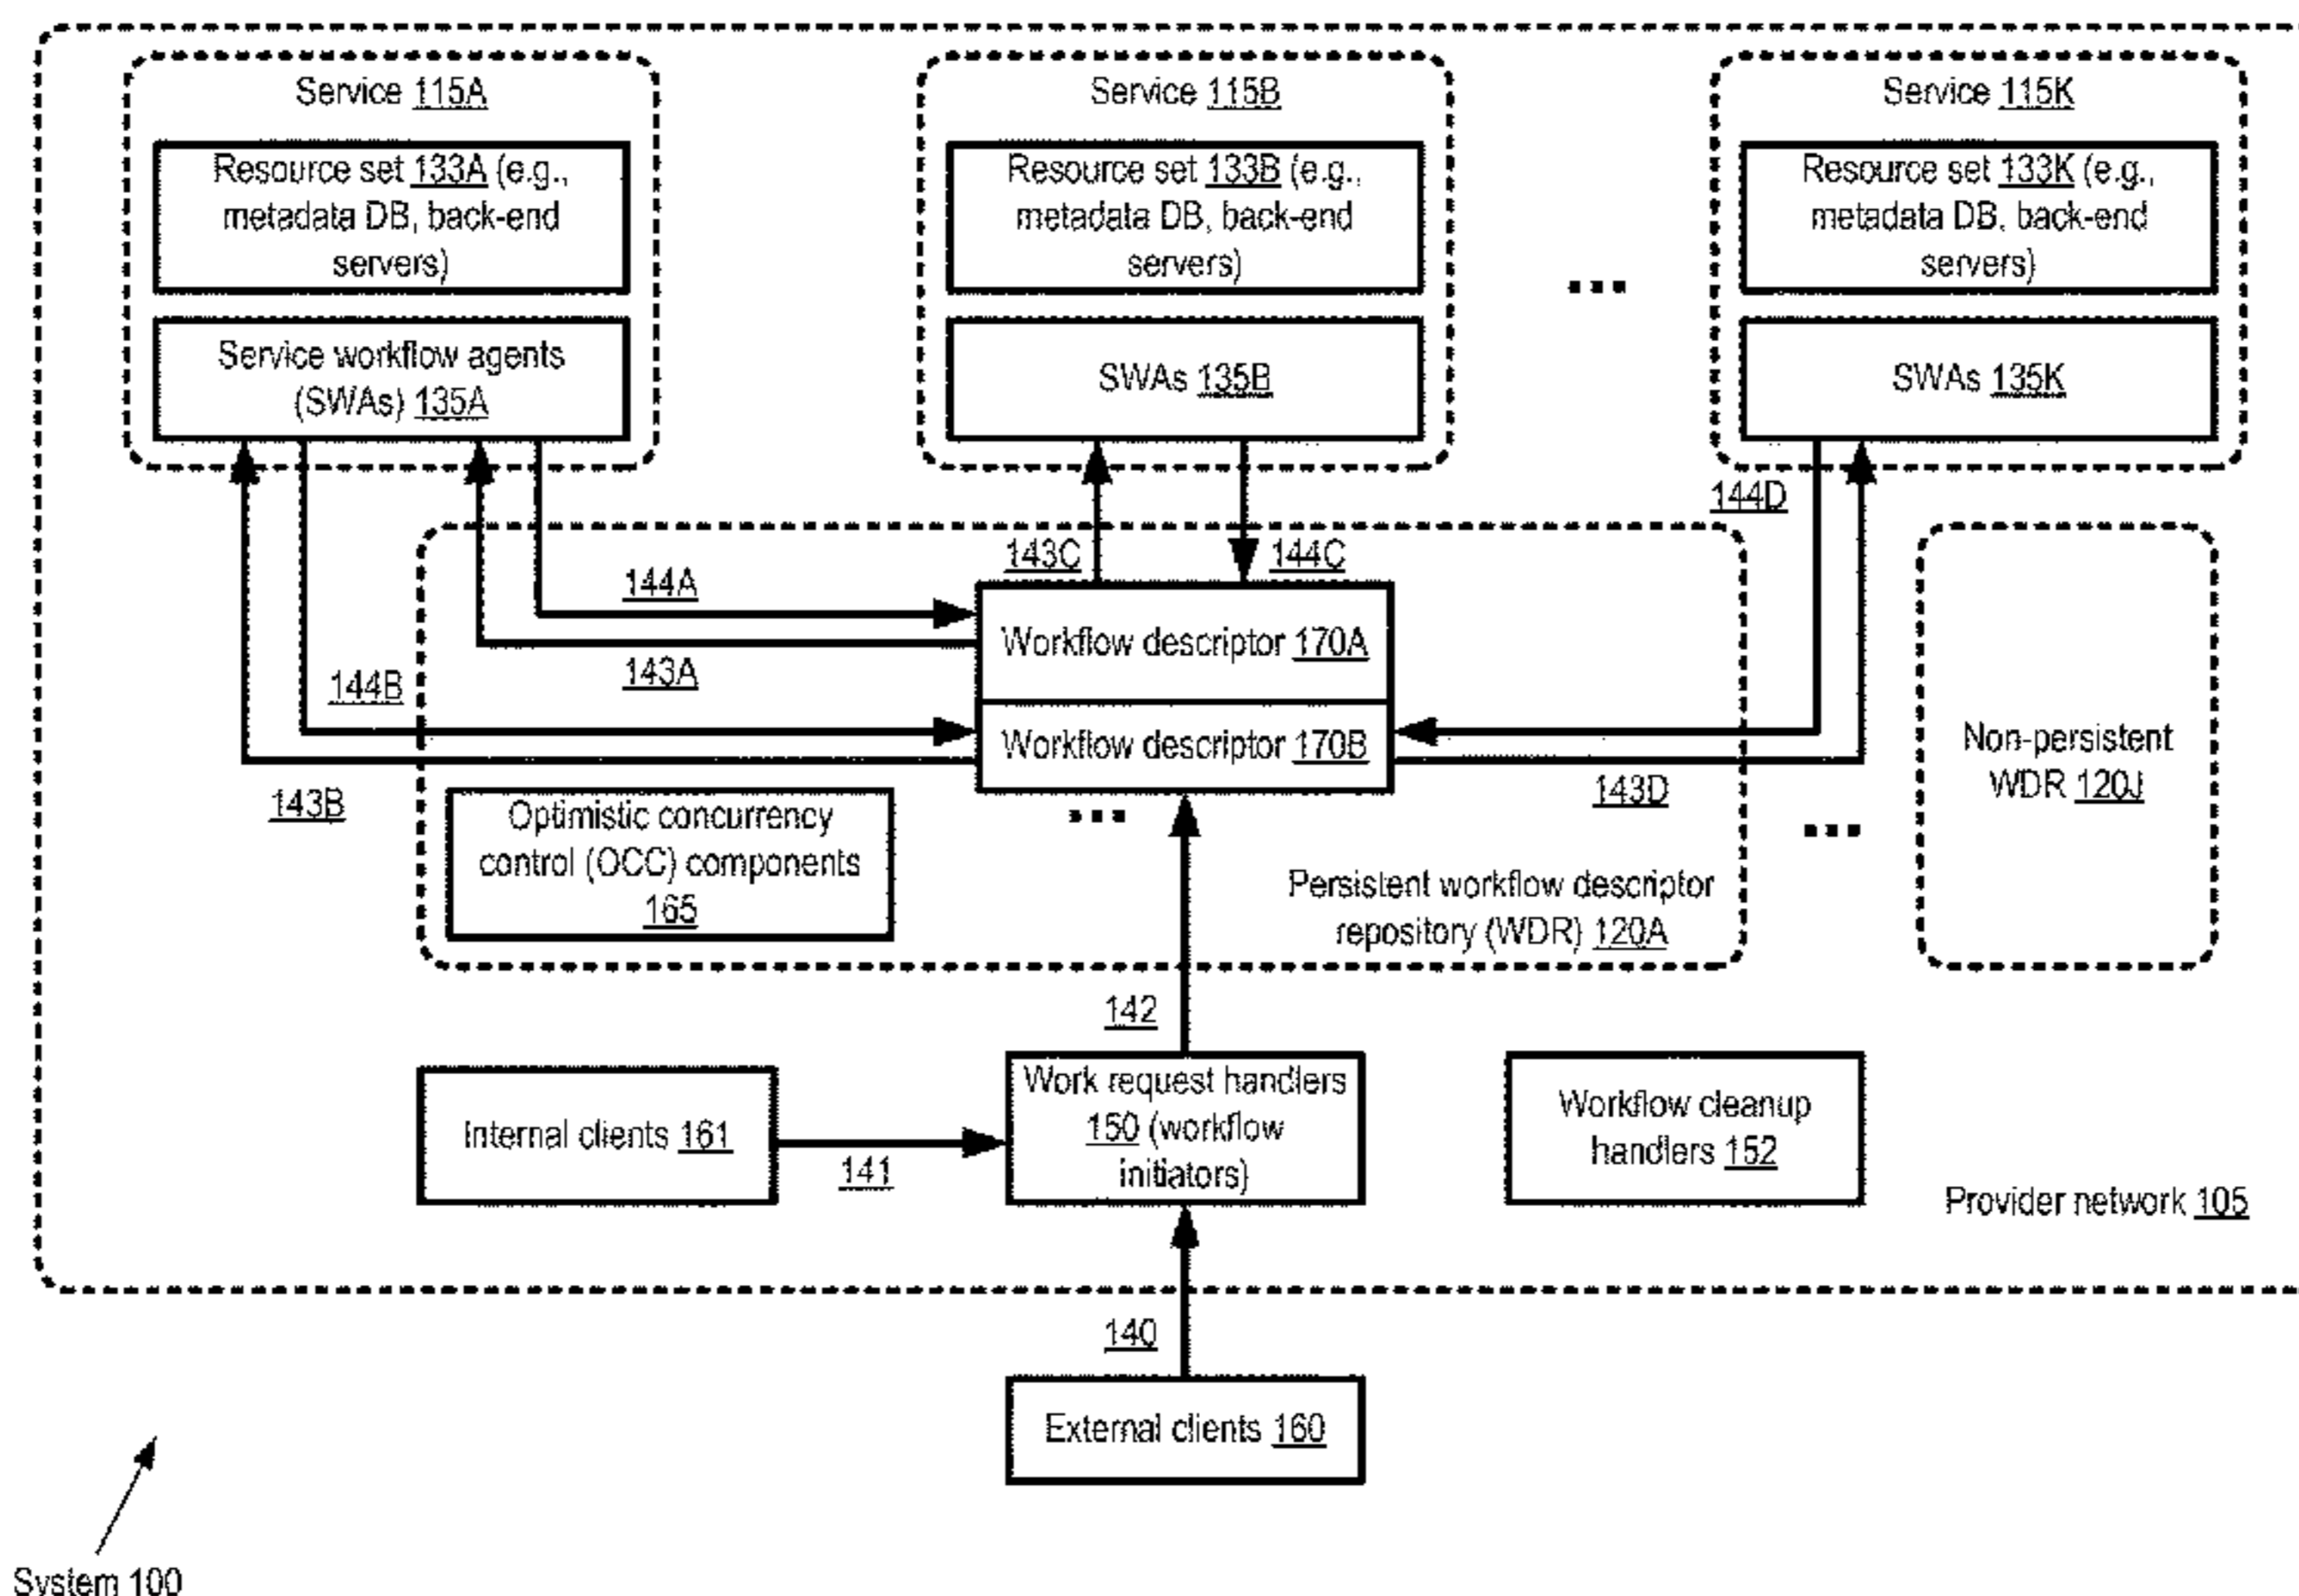 Service 115A
Resource set 133A (e.g.,
metadata DB, back-end
servers)
Service workflow agents
(SWAs) 135A
Service 115B
Resource set 133B (e.g.,
metadata DB, back-end
servers)
SWAs 135B
...
Service 115K
Resource set 133K (e.g.,
metadata DB, back-end
servers)
SWAs 135K
144D
143C
144C
144A
143A
144B
143B
Workflow descriptor 170A
Workflow descriptor 170B
...
143D
Optimistic concurrency
control (OCC) components
165
Persistent workflow descriptor
repository (WDR) 120A
...
Non-persistent
WDR 120J
142
Internal clients 161
141
Work request handlers
150 (workflow
initiators)
Workflow cleanup
handlers 152
Provider network 105
140
External clients 160
System 100